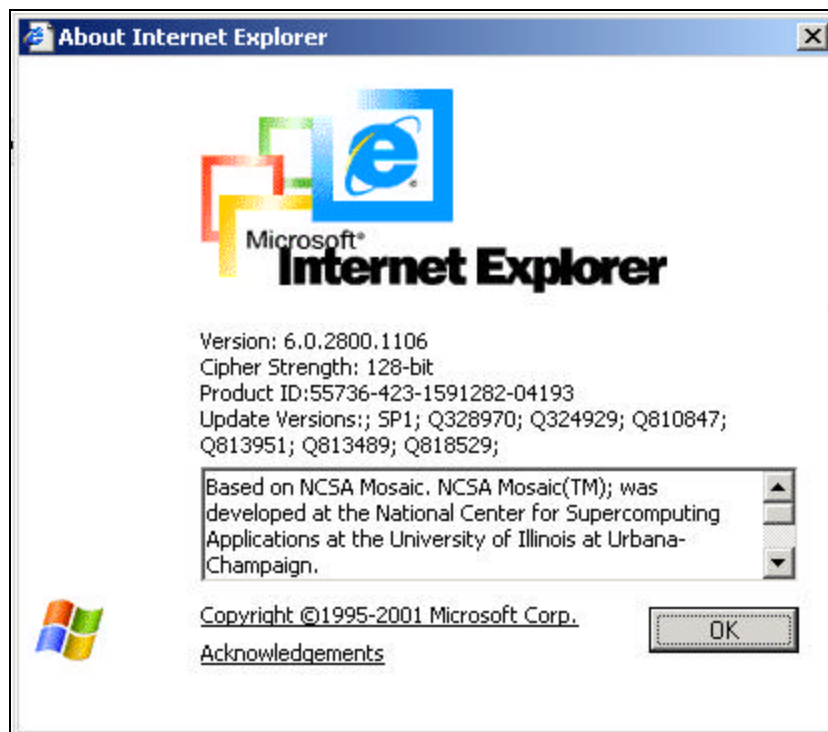 About Internet Explorer
Microsoft®
Internet Explorer
Version: 6.0.2800.1106
Cipher Strength: 128-bit
Product ID:55736-423-1591282-04193
Update Versions:; SP1; Q328970; Q324929; Q810847;
Q813951; Q813489; Q818529;
Based on NCSA Mosaic. NCSA Mosaic(TM); was
developed at the National Center for Supercomputing
Applications at the University of Illinois at Urbana-
Champaign.
Copyright ©1995-2001 Microsoft Corp.
OK
Acknowledgements